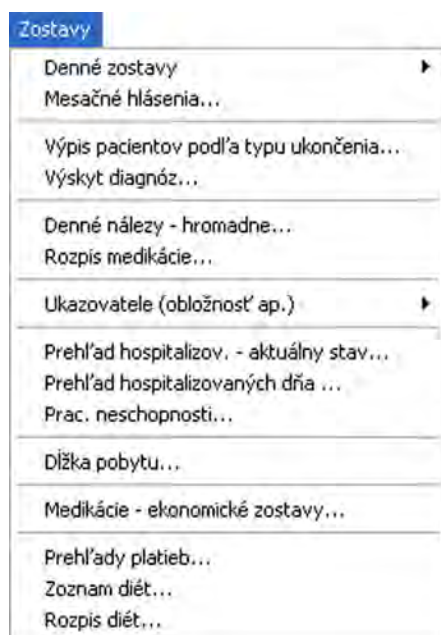 Zostavy
Denné zostavy
Mesačné hlásenia...
Výpis pacientov podľa typu ukončenia...
Výskyt diagnóz...
Denné nálezy - hromadne...
Rozpis medikácie...
Ukazovatele (obložnosť ap.)
Prehľad hospitalizov. - aktuálny stav...
Prehľad hospitalizovaných dňa ...
Prac. neschopnosti...
Dĺžka pobytu...
Medikácie - ekonomické zostavy...
Prehľady platieb...
Zoznam diét...
Rozpis diét...